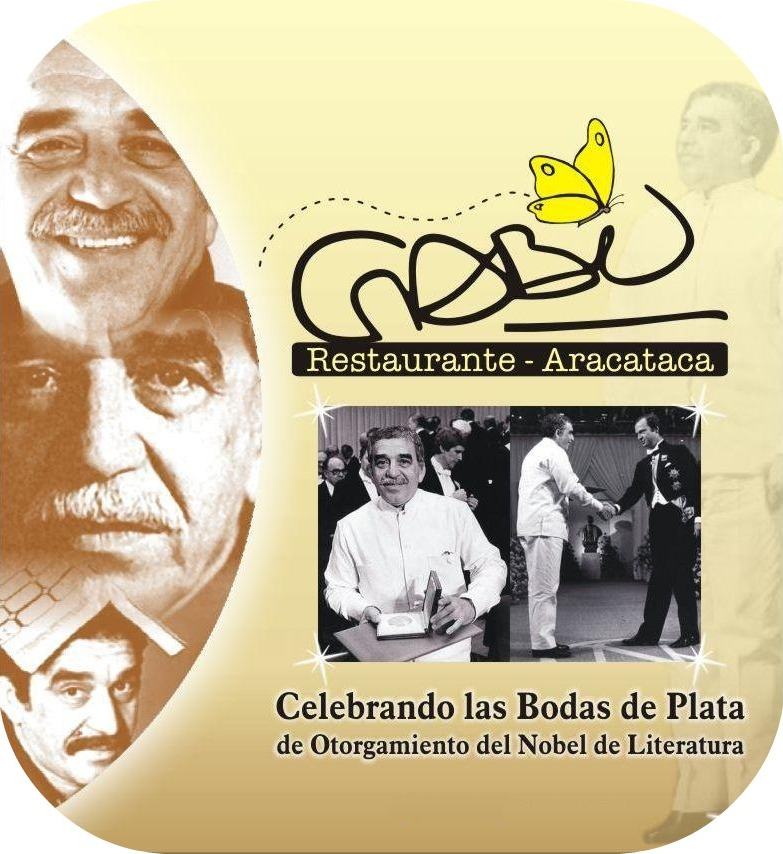 GABO
Restaurante - Aracataca
Celebrando las Bodas de Plata
de Otorgamiento del Nobel de Literatura